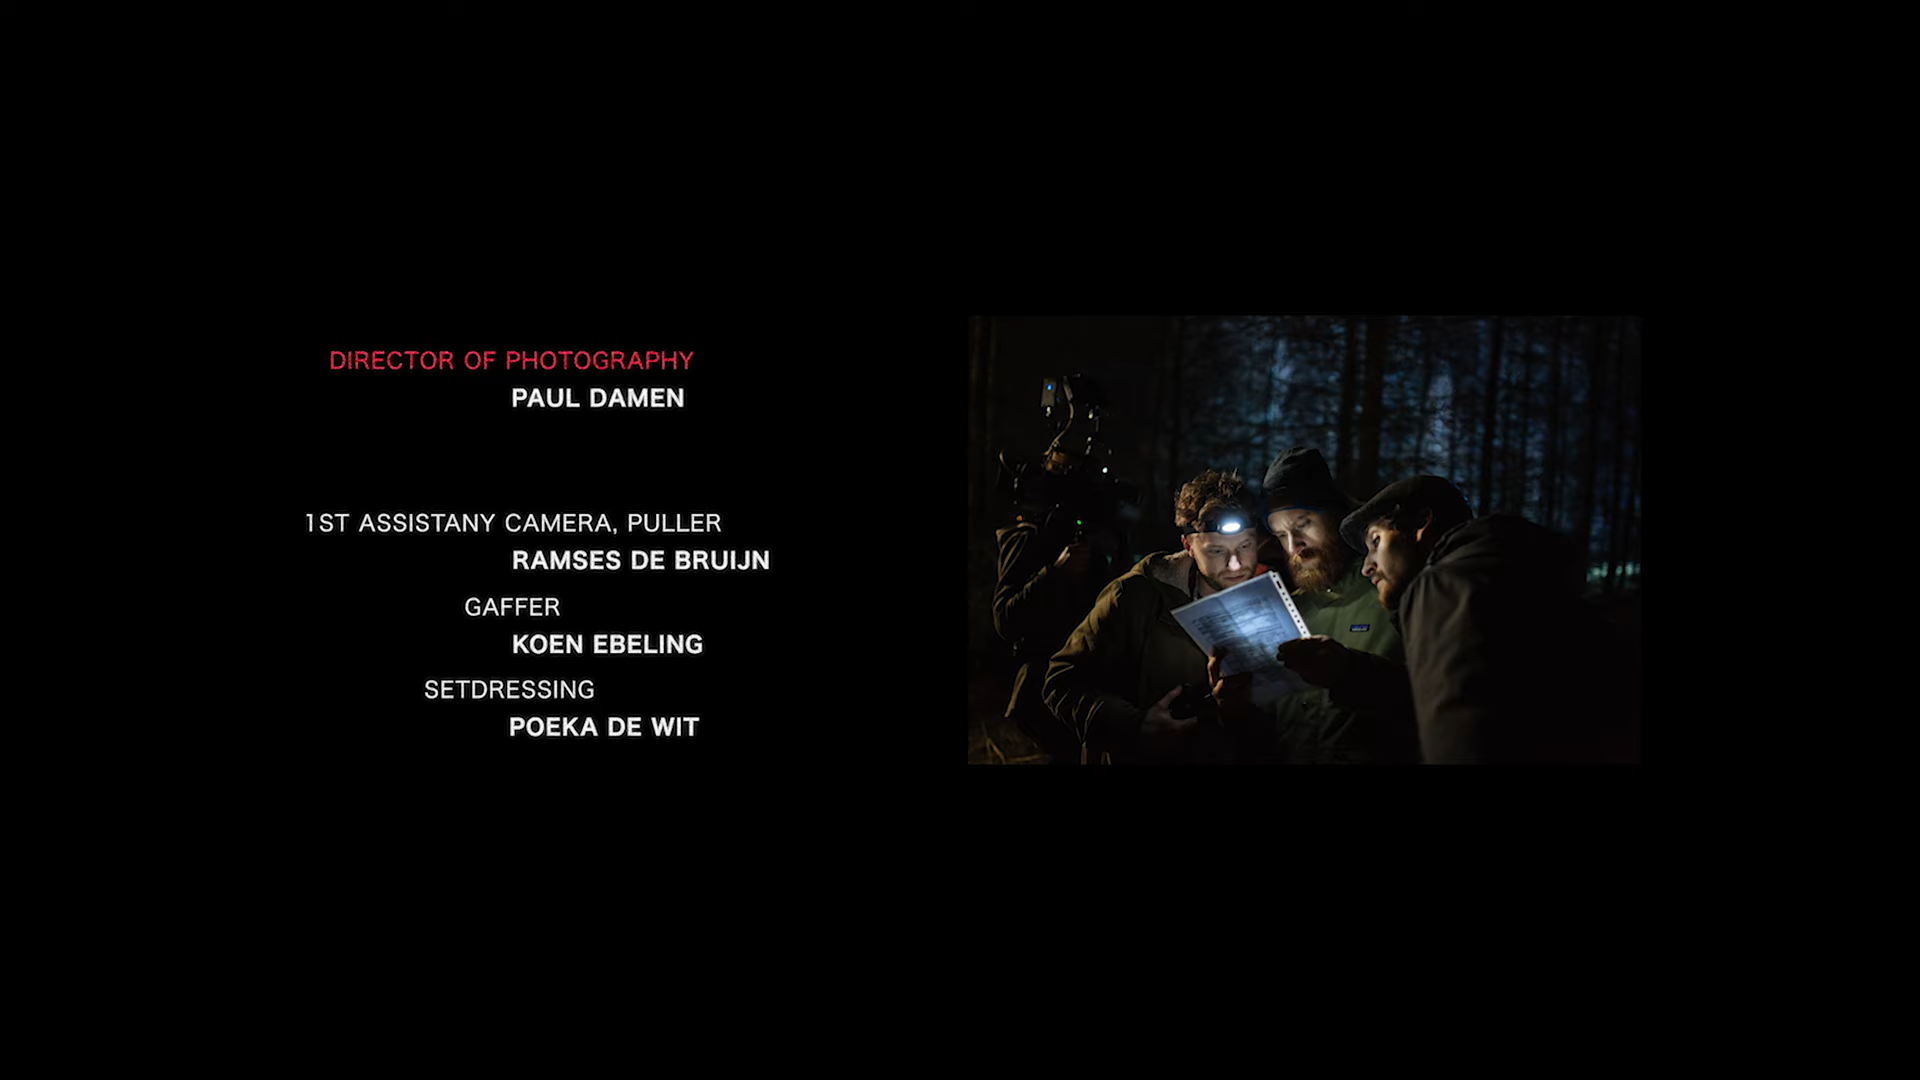 DIRECTOR OF PHOTOGRAPHY
PAUL DAMEN
1ST ASSISTANY CAMERA, PULLER
RAMSES DE BRUIJN
GAFFER
KOEN EBELING
SETDRESSING
POEKA DE WIT